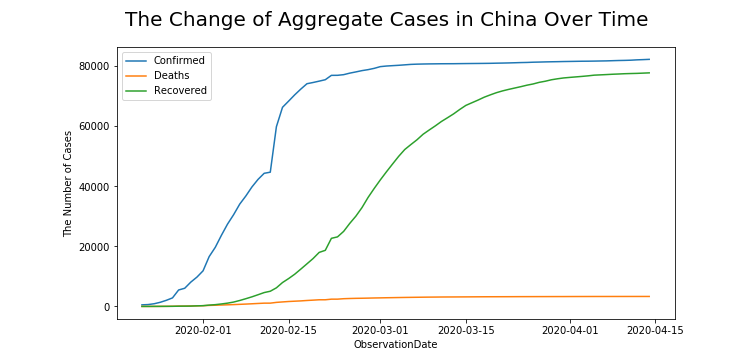 The Change of Aggregate Cases in China Over Time
Confirmed
Deaths
Recovered
80000
60000
40000
20000
0
The Number of Cases
2020-02-01 2020-02-15 2020-03-01 2020-03-15 2020-04-01 2020-04-15
ObservationDate